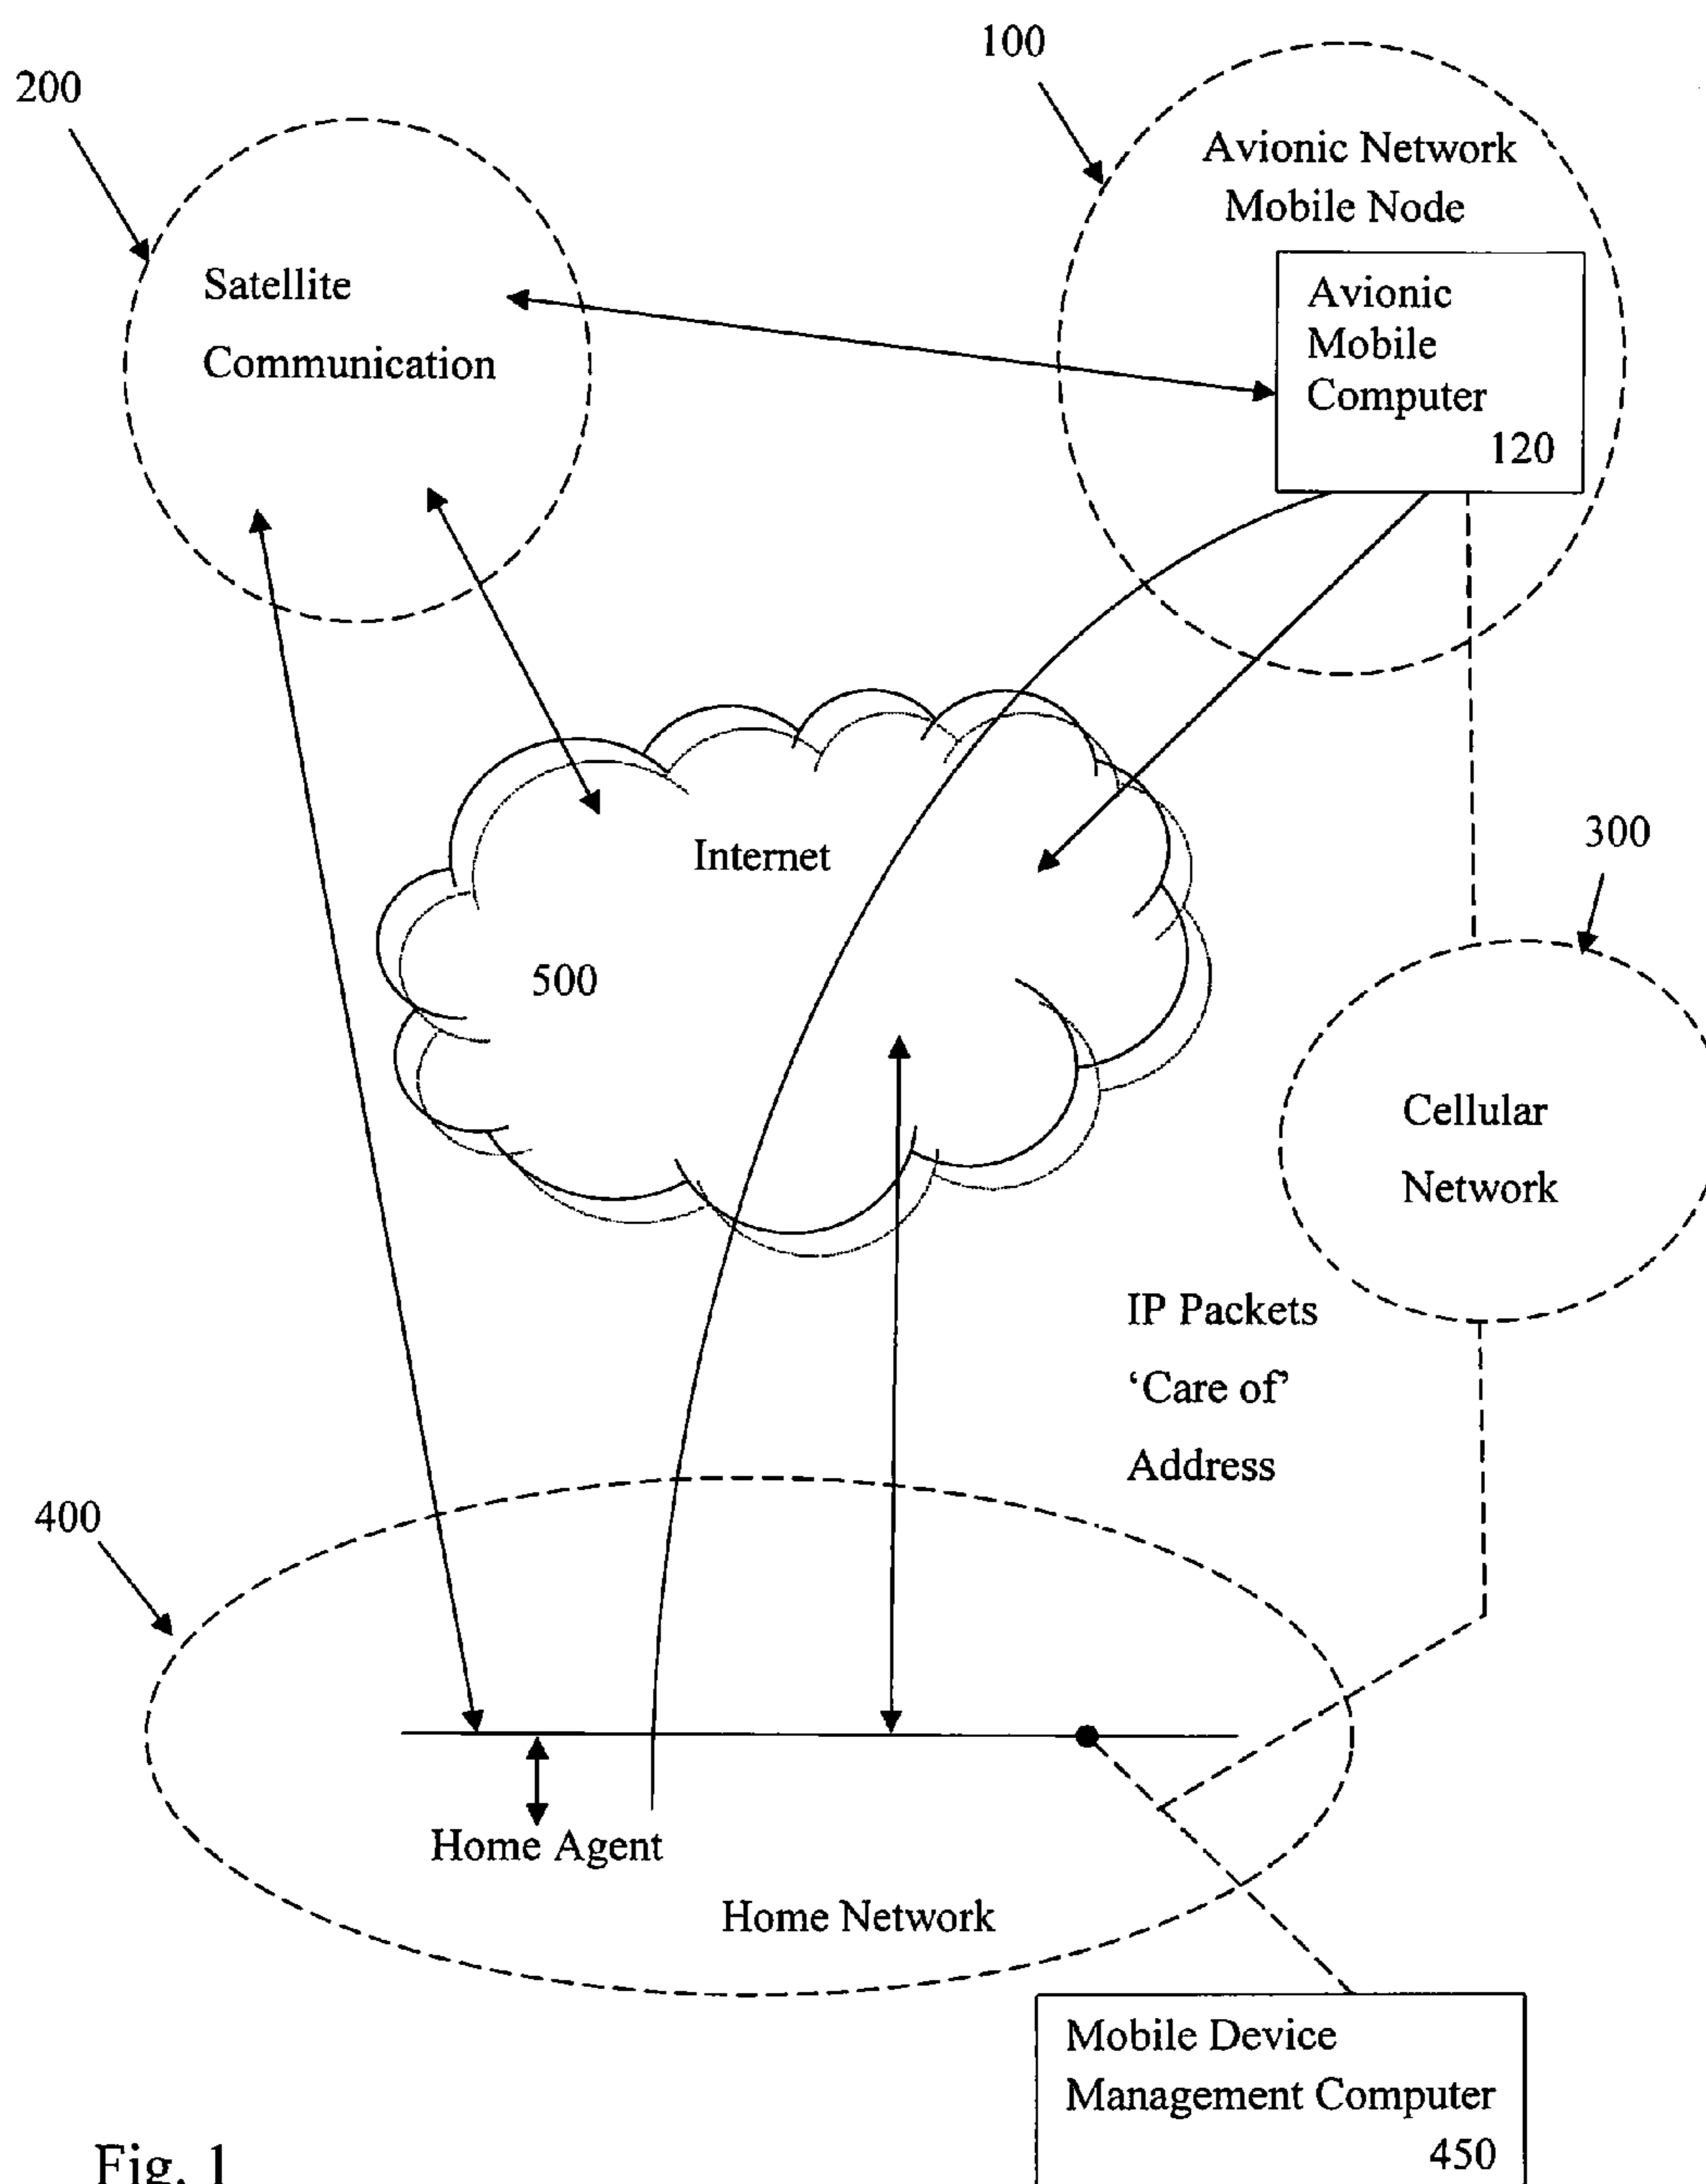 100
200
Avionic Network
Mobile Node
Satellite
Communication
Avionic
Mobile
Computer
120
300
Internet
500
Cellular
Network
IP Packets
‘Care of’
Address
400
Home Agent
Home Network
Mobile Device
Management Computer
450
Fig. 1